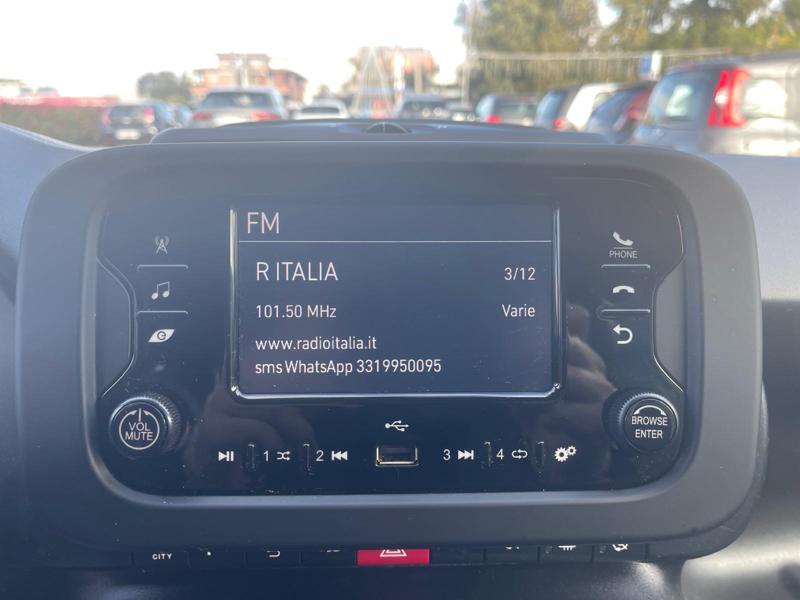 FM
R ITALIA 3/12
101.50 MHz Varie
www.radioitalia.it
sms WhatsApp 3319950095
PHONE
VOL
MUTE
BROWSE
ENTER
1 2 3 4
CITY